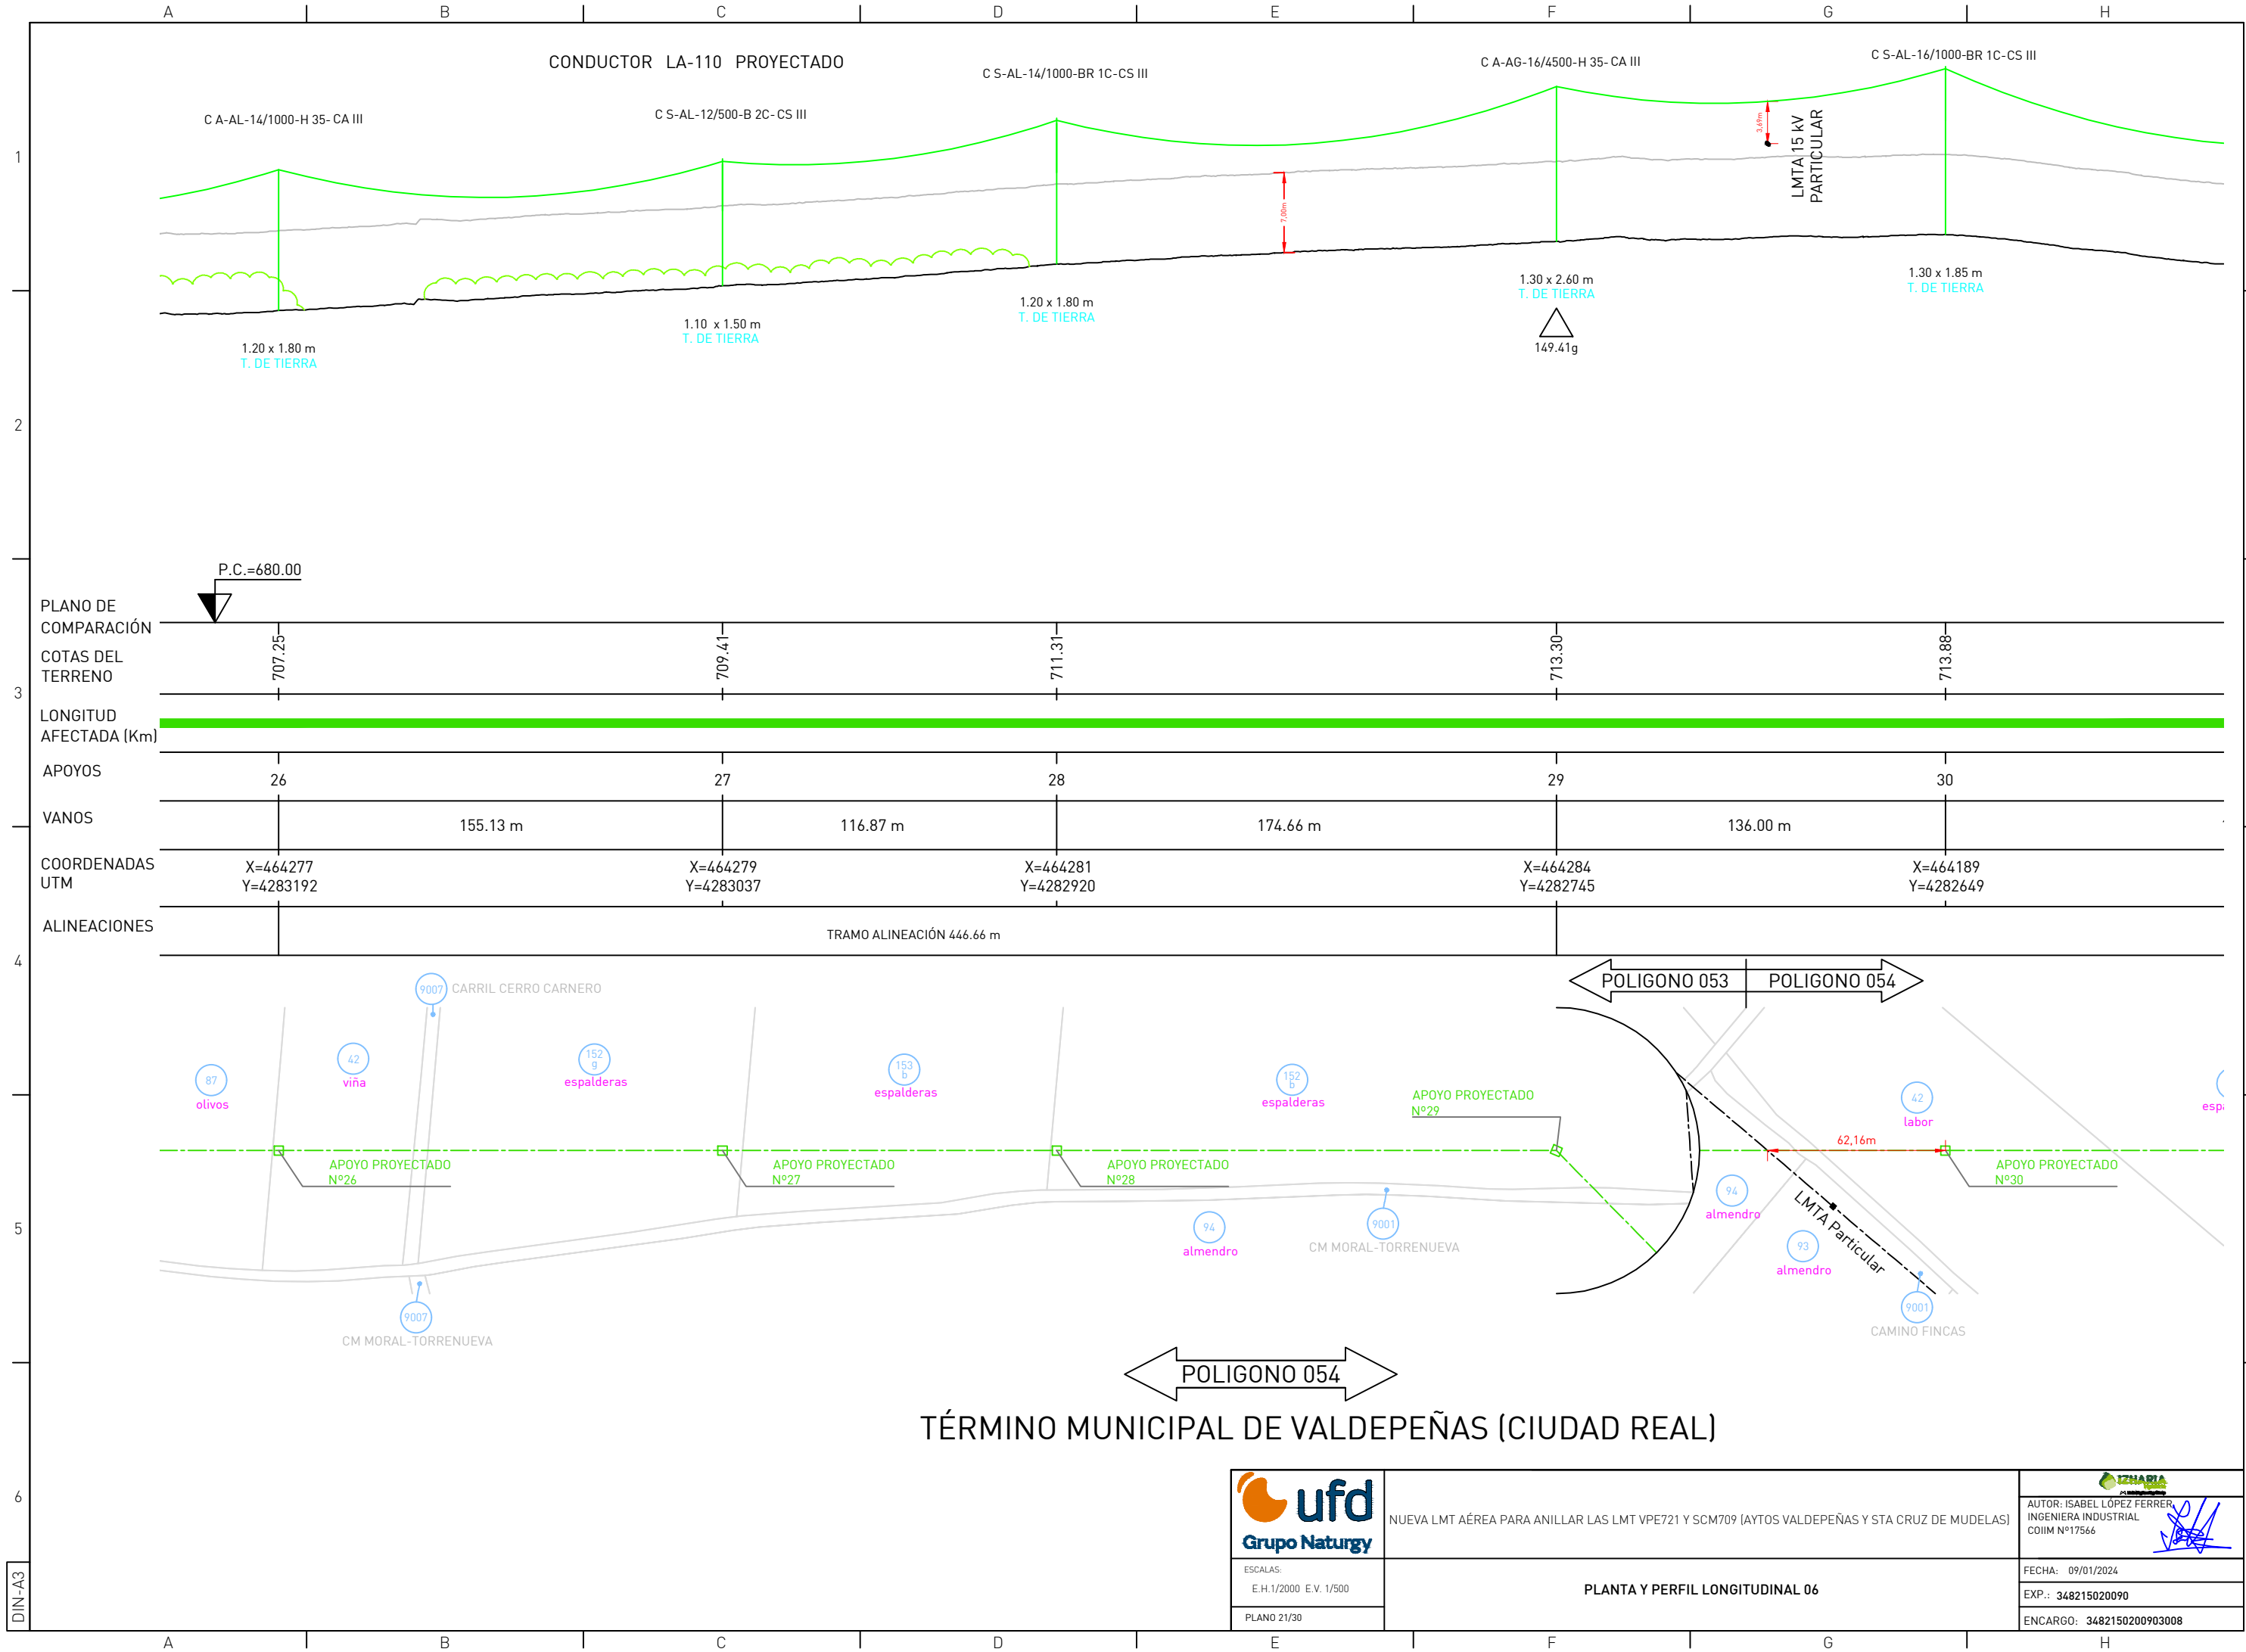 A B C D E F G H
CONDUCTOR LA-110 PROYECTADO
C A-AL-14/1000-H 35- CA III
C S-AL-12/500-B 2C- CS III
C S-AL-14/1000-BR 1C-CS III
C A-AG-16/4500-H 35- CA III
C S-AL-16/1000-BR 1C-CS III
1
3,69m
LMTA 15 kV
PARTICULAR
7,00m
1.20 x 1.80 m
T. DE TIERRA
1.10 x 1.50 m
T. DE TIERRA
1.20 x 1.80 m
T. DE TIERRA
1.30 x 2.60 m
T. DE TIERRA
149.41g
1.30 x 1.85 m
T. DE TIERRA
2
P.C.=680.00
PLANO DE
COMPARACIÓN
COTAS DEL
TERRENO
707.25 709.41 711.31 713.30 713.88
3
LONGITUD
AFECTADA (Km)
APOYOS
26 27 28 29 30
VANOS
155.13 m 116.87 m 174.66 m 136.00 m
COORDENADAS
UTM
X=464277 X=464279 X=464281 X=464284 X=464189
Y=4283192 Y=4283037 Y=4282920 Y=4282745 Y=4282649
ALINEACIONES
TRAMO ALINEACIÓN 446.66 m
4
POLIGONO 053 POLIGONO 054
9007 CARRIL CERRO CARNERO
87
olivos
42
viña
152
g
espalderas
153
b
espalderas
152
b
espalderas
42
labor
espa
APOYO PROYECTADO
Nº29
62,16m
APOYO PROYECTADO
Nº26
APOYO PROYECTADO
Nº27
APOYO PROYECTADO
Nº28
APOYO PROYECTADO
Nº30
5
94
almendro
9001
CM MORAL-TORRENUEVA
94
almendro
93
almendro
LMTA Particular
9001
CAMINO FINCAS
9007
CM MORAL-TORRENUEVA
POLIGONO 054
TÉRMINO MUNICIPAL DE VALDEPEÑAS (CIUDAD REAL)
6
ufd
Grupo Naturgy
NUEVA LMT AÉREA PARA ANILLAR LAS LMT VPE721 Y SCM709 (AYTOS VALDEPEÑAS Y STA CRUZ DE MUDELAS)
IZNARIA
AUTOR: ISABEL LÓPEZ FERRER
INGENIERA INDUSTRIAL
COIIM Nº17566
ESCALAS:
E.H.1/2000 E.V. 1/500
PLANO 21/30
PLANTA Y PERFIL LONGITUDINAL 06
FECHA: 09/01/2024
EXP.: 348215020090
ENCARGO: 3482150200903008
DIN-A3
A B C D E F G H